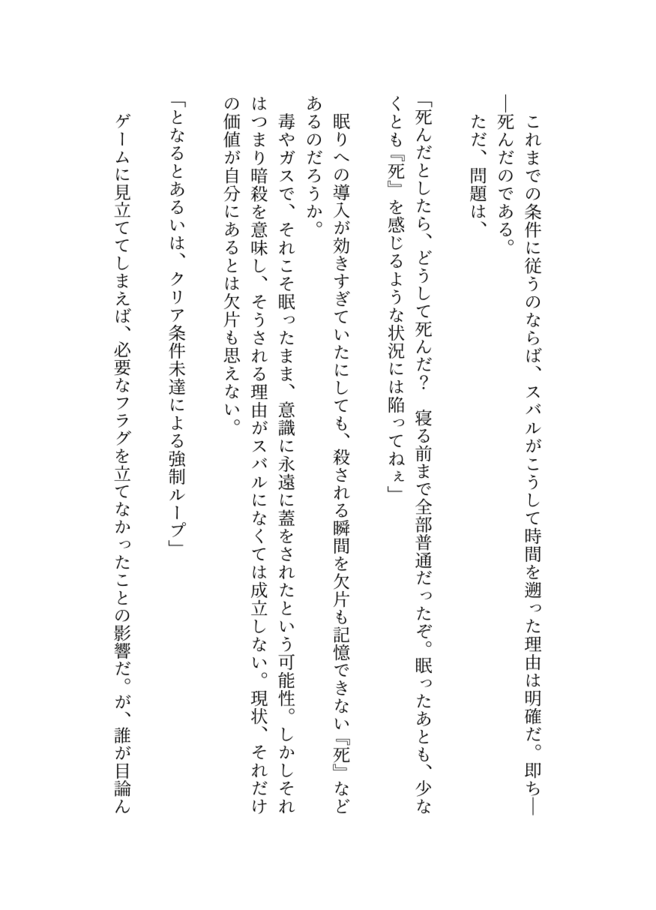 これまでの条件に従うのならば、スバルがこうして時間を遡った理由は明確だ。即ち―
―死んだのである。
ただ、問題は、
「死んだとしたら、どうして死んだ?　寝る前まで全部普通だったぞ。眠ったあとも、少な
くとも『死』を感じるような状況には陥ってねぇ」
眠りへの導入が効きすぎていたにしても、殺される瞬間を欠片も記憶できない『死』など
あるのだろうか。
毒やガスで、それこそ眠ったまま、意識に永遠に蓋をされたという可能性。しかしそれ
はつまり暗殺を意味し、そうされる理由がスバルになくては成立しない。現状、それだけ
の価値が自分にあるとは欠片も思えない。
「となるとあるいは、クリア条件未達による強制ループ」
ゲームに見立ててしまえば、必要なフラグを立てなかったことの影響だ。が、誰が目論ん